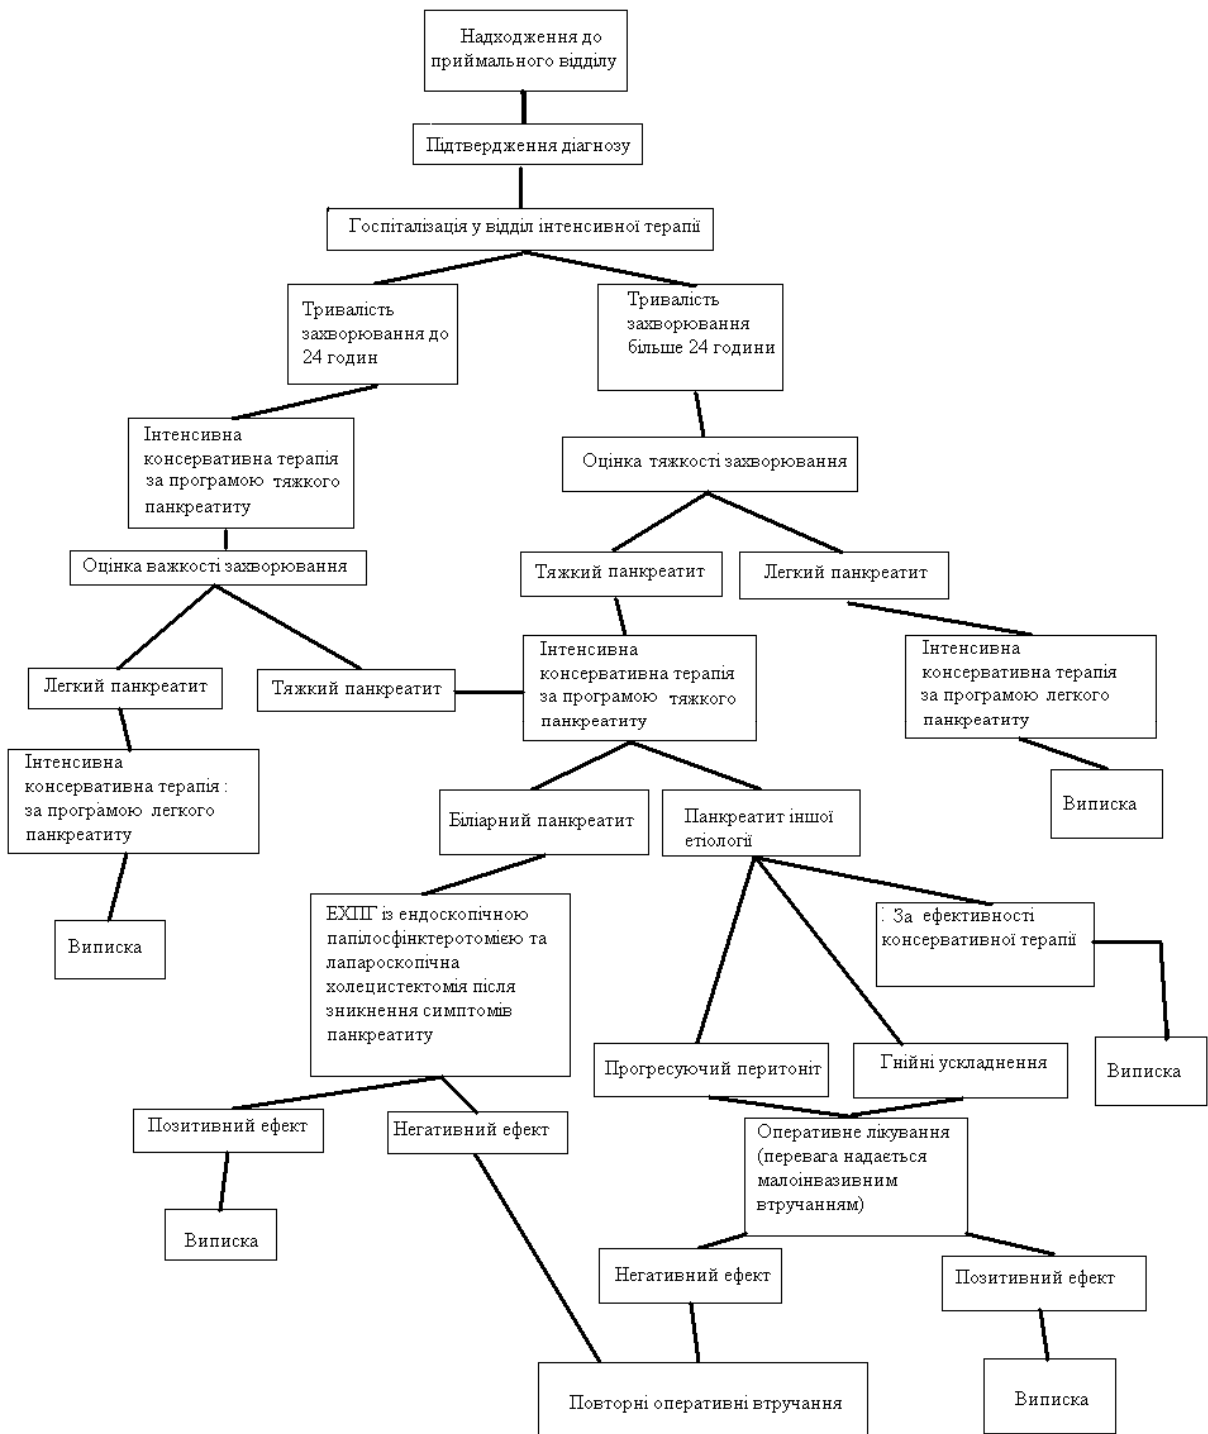 Надходження до
приймального відділу
Підтвердження діагнозу
Госпіталізація у відділ інтенсивної терапії
Тривалість
захворювання до
24 годин
Тривалість
захворювання
більше 24 години
Інтенсивна
консервативна терапія
за програмою тяжкого
панкреатиту
Оцінка тяжкості захворювання
Оцінка важкості захворювання
Тяжкий панкреатит
Легкий панкреатит
Легкий панкреатит
Тяжкий панкреатит
Інтенсивна
консервативна терапія
за програмою тяжкого
панкреатиту
Інтенсивна
консервативна терапія
за програмою легкого
панкреатиту
Інтенсивна
консервативна терапія :
за програмою легкого
панкреатиту
Біліарний панкреатит
Панкреатит іншої
етіології
Виписка
Виписка
ЕХПГ із ендоскопічною
папілосфінктеротомією та
лапароскопічна
холецистектомія після
зникнення симптомів
панкреатиту
: За ефективності
консервативної терапії
Прогресуючий перитоніт
Гнійні ускладнення
Виписка
Позитивний ефект
Негативний ефект
Оперативне лікування
(перевага надається
малоінвазивним
втручанням)
Виписка
Негативний ефект
Позитивний ефект
Повторні оперативні втручання
Виписка